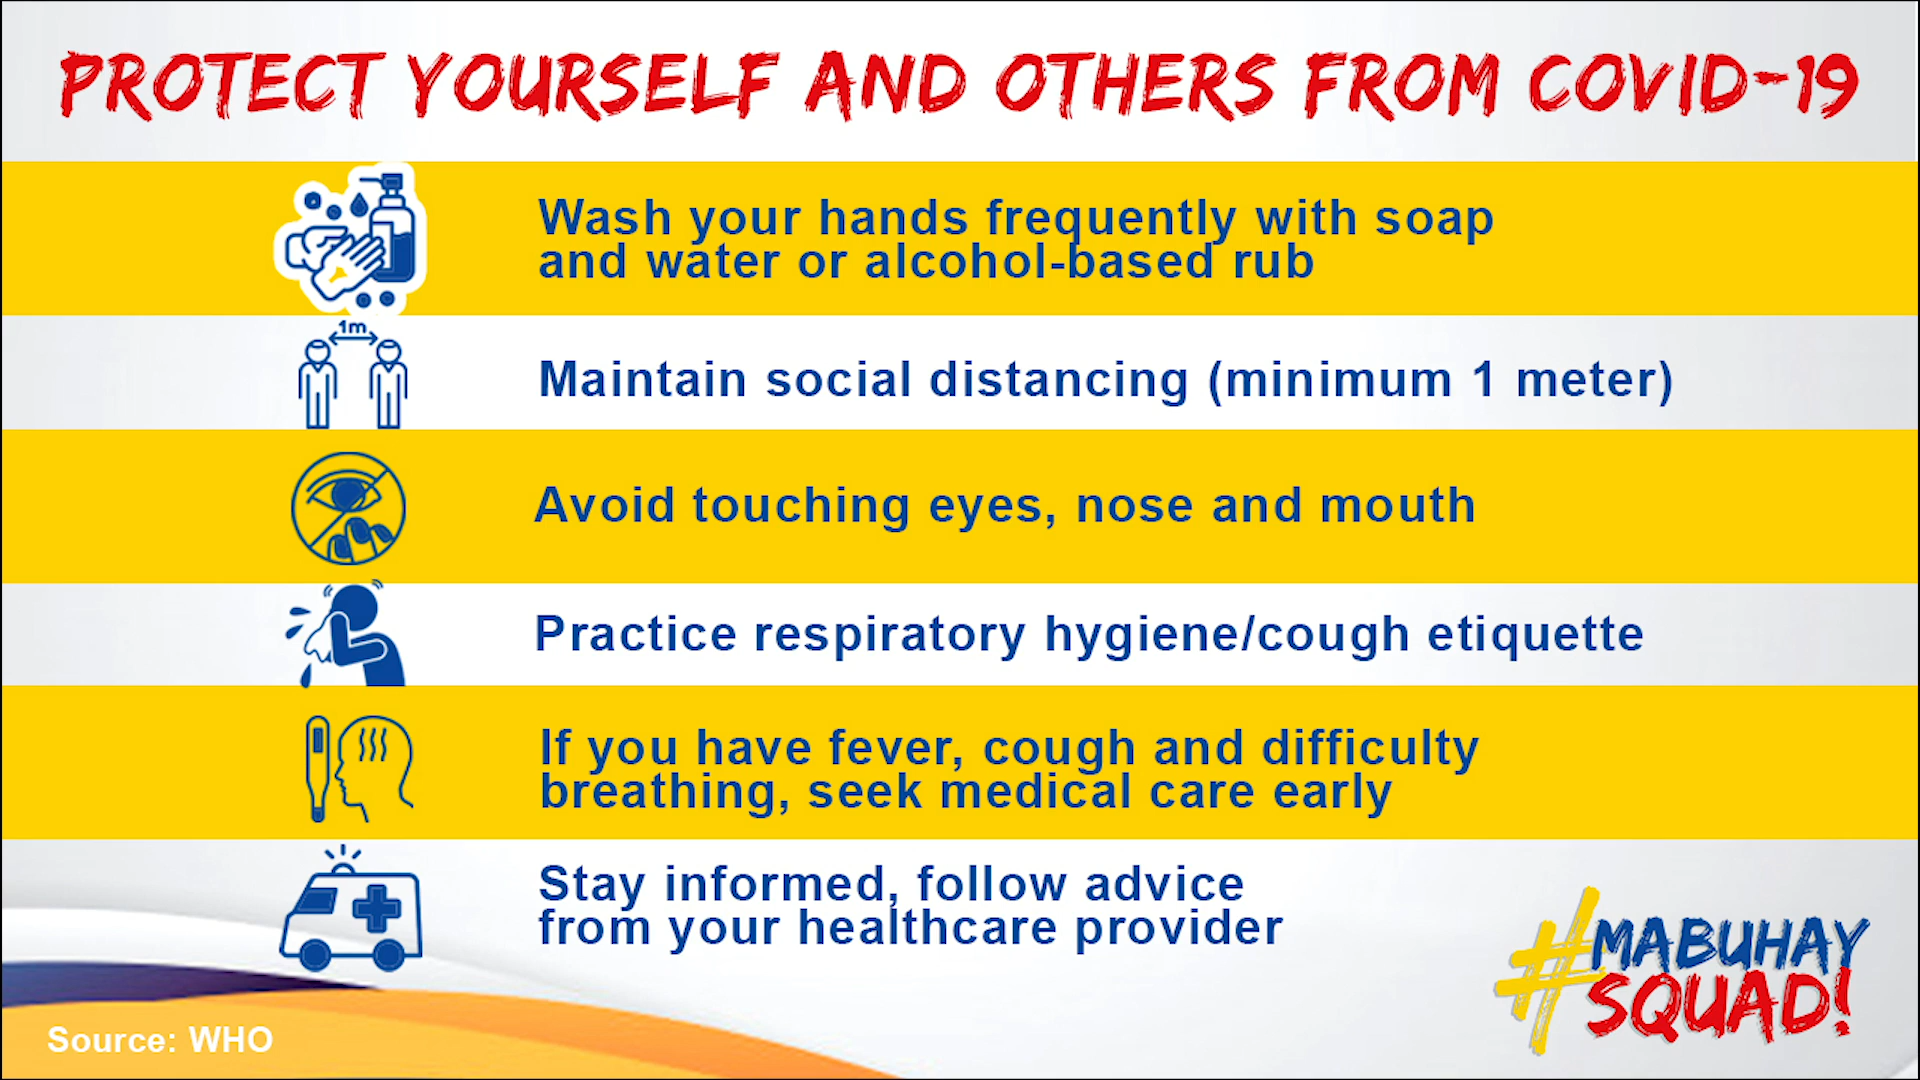 PROTECT YOURSELF AND OTHERS FROM COVID-19
Wash your hands frequently with soap
and water or alcohol-based rub
1m
Maintain social distancing (minimum 1 meter)
Avoid touching eyes, nose and mouth
Practice respiratory hygiene/cough etiquette
If you have fever, cough and difficulty
breathing, seek medical care early
Stay informed, follow advice
from your healthcare provider
#MABUHAY
SQUAD!
Source: WHO